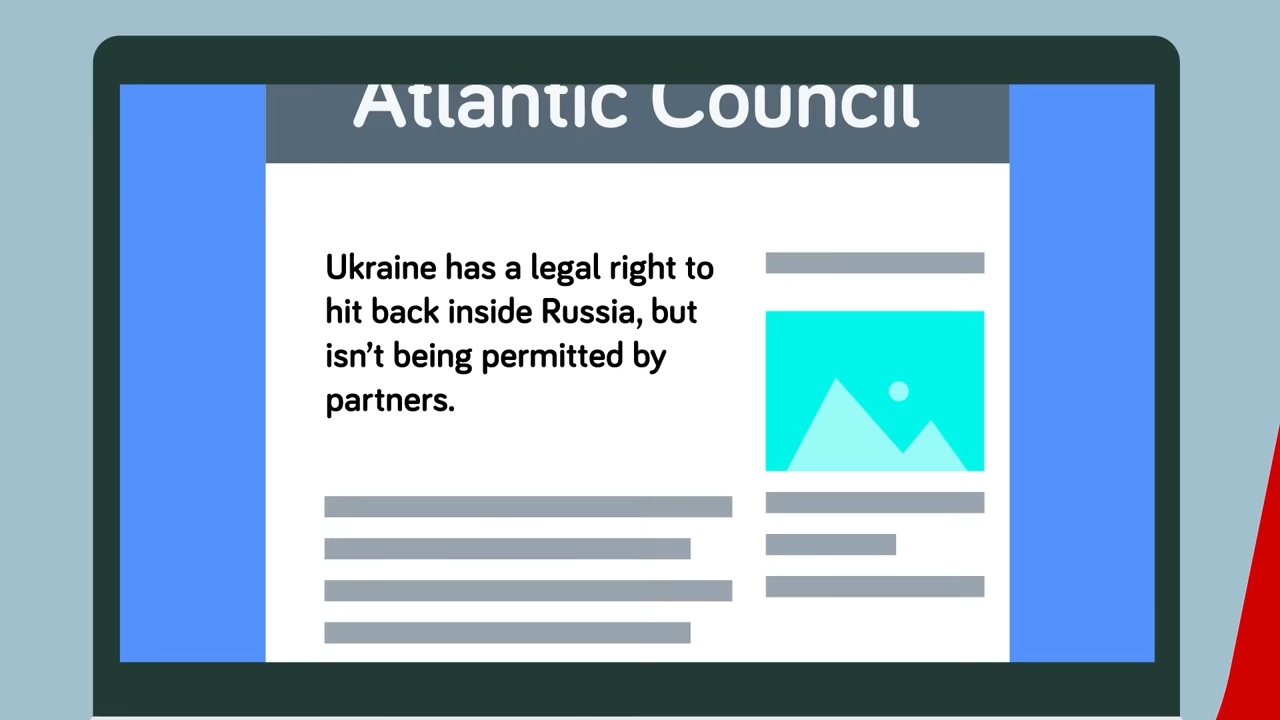 Atlantic Council
Ukraine has a legal right to
hit back inside Russia, but
isn’t being permitted by
partners.